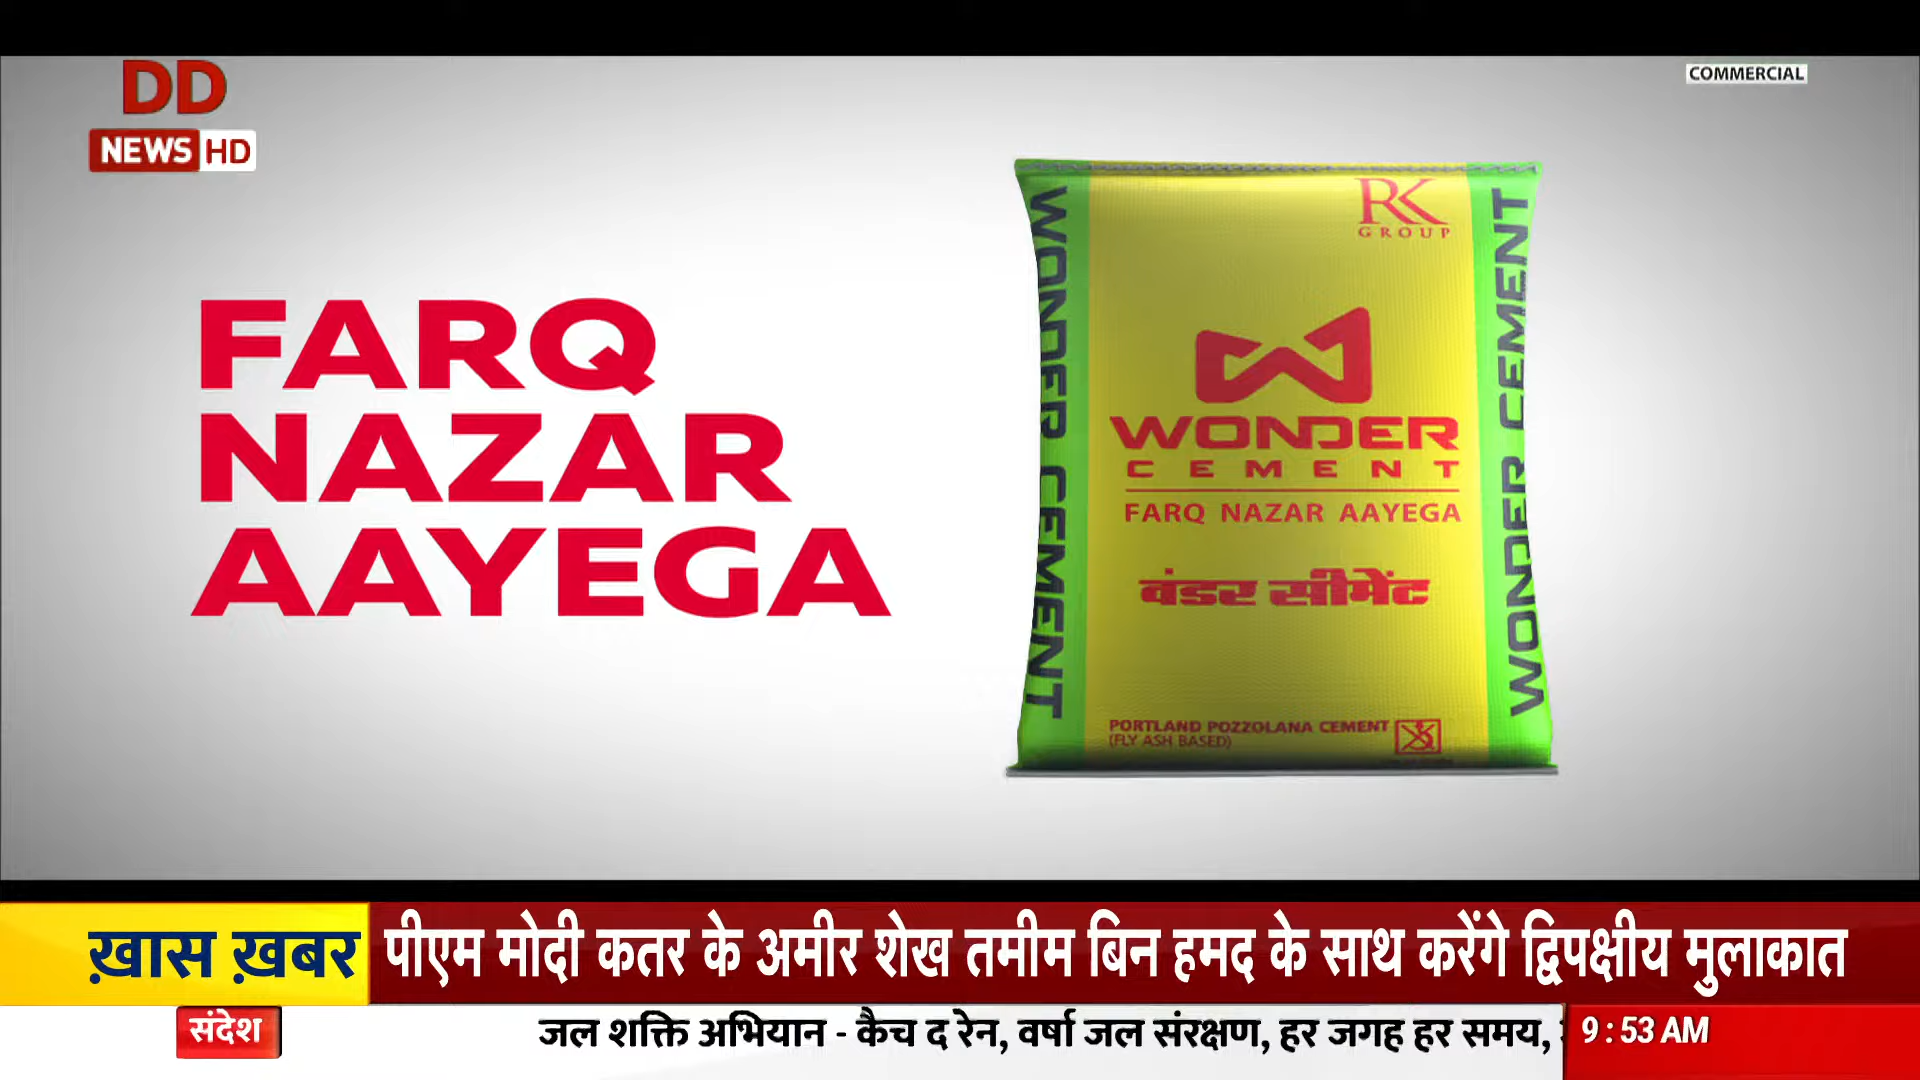 DD
NEWS HD
COMMERCIAL
FARQ
NAZAR
AAYEGA
RK
GROUP
WONDER CEMENT
WONDER CEMENT
WONDER
CEMENT
FARQ NAZAR AAYEGA
वंडर सीमेंट
PORTLAND POZZOLANA CEMENT
(FLY ASH BASED)
ख़ास ख़बर
पीएम मोदी कतर के अमीर शेख तमीम बिन हमद के साथ करेंगे द्विपक्षीय मुलाकात
संदेश
जल शक्ति अभियान - कैच द रेन, वर्षा जल संरक्षण, हर जगह हर समय,
9:53 AM